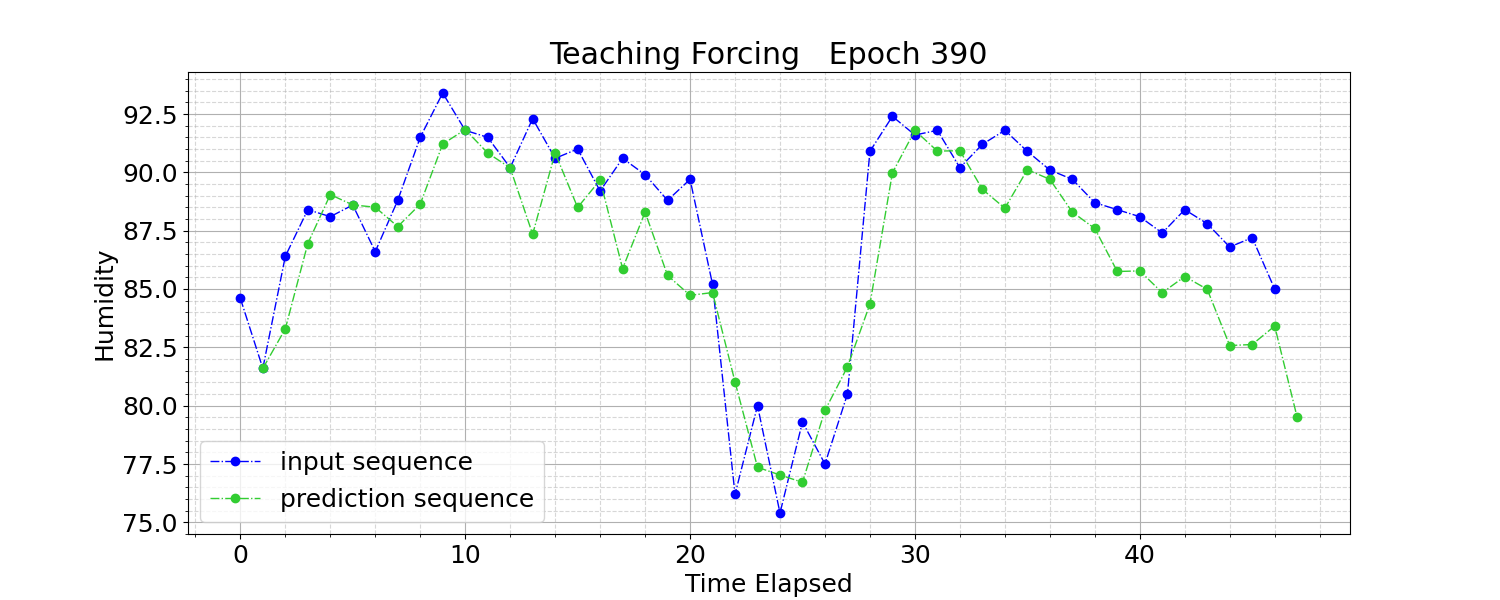 Teaching Forcing   Epoch 390
Humidity
92.5
90.0
87.5
85.0
82.5
80.0
77.5
75.0
input sequence
prediction sequence
0 10 20 30 40
Time Elapsed